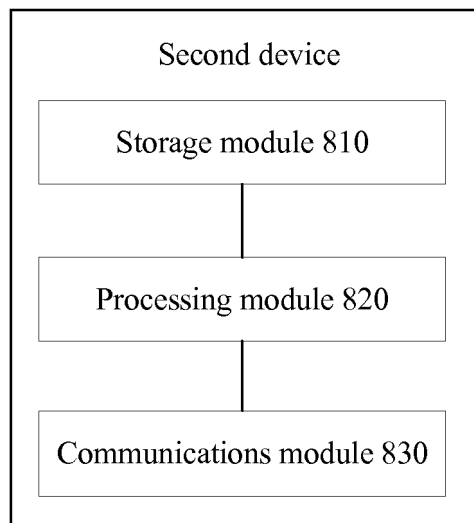 Second device
Storage module 810
Processing module 820
Communications module 830